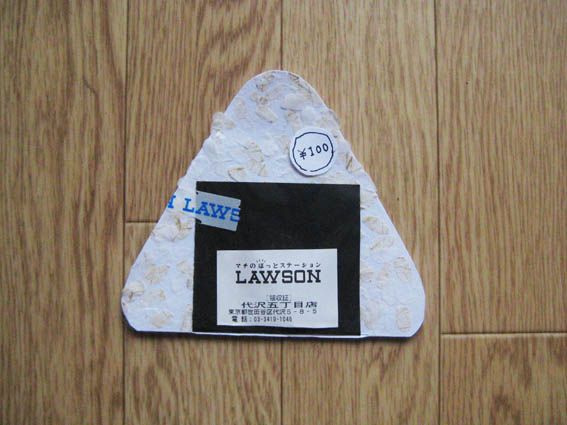 ¥100
LAWS
マチのほっとステーション
LAWSON
[領収証]
代沢五丁目店
東京都世田谷区代沢5-8-5
電話:03-3419-1046